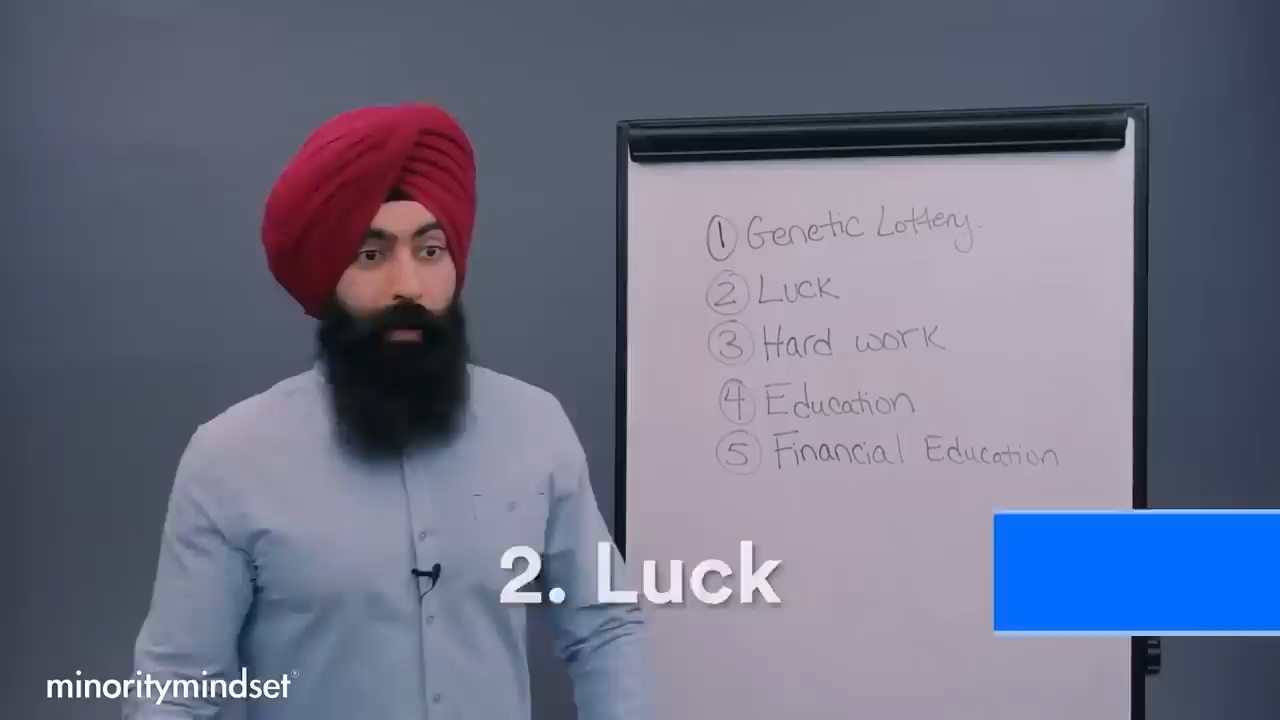 ① Genetic Lottery.
② Luck
③ Hard work
④ Education
⑤ Financial Education
2. Luck
minoritymindset®